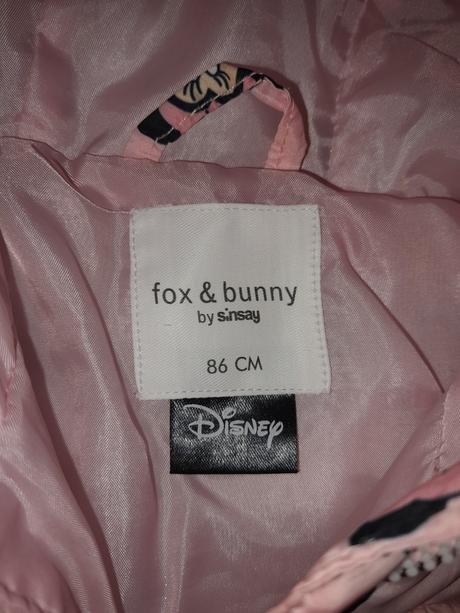 fox & bunny
by sinsay
86 CM
Disney